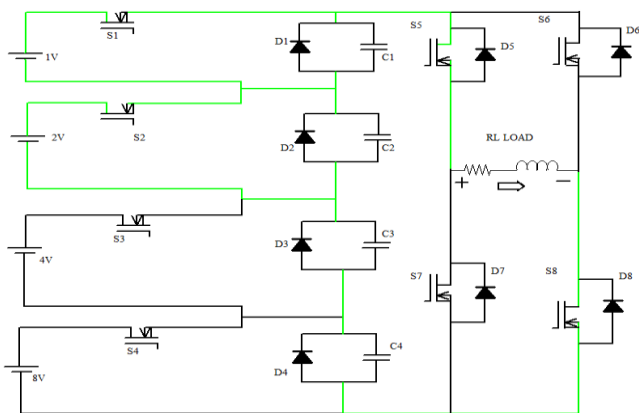 S1
D1
C1
S5
D5
S6
D6
1V
S2
2V
D2
C2
RL LOAD
+
−
S3
D3
C3
4V
S7
D7
S8
D8
S4
D4
C4
8V